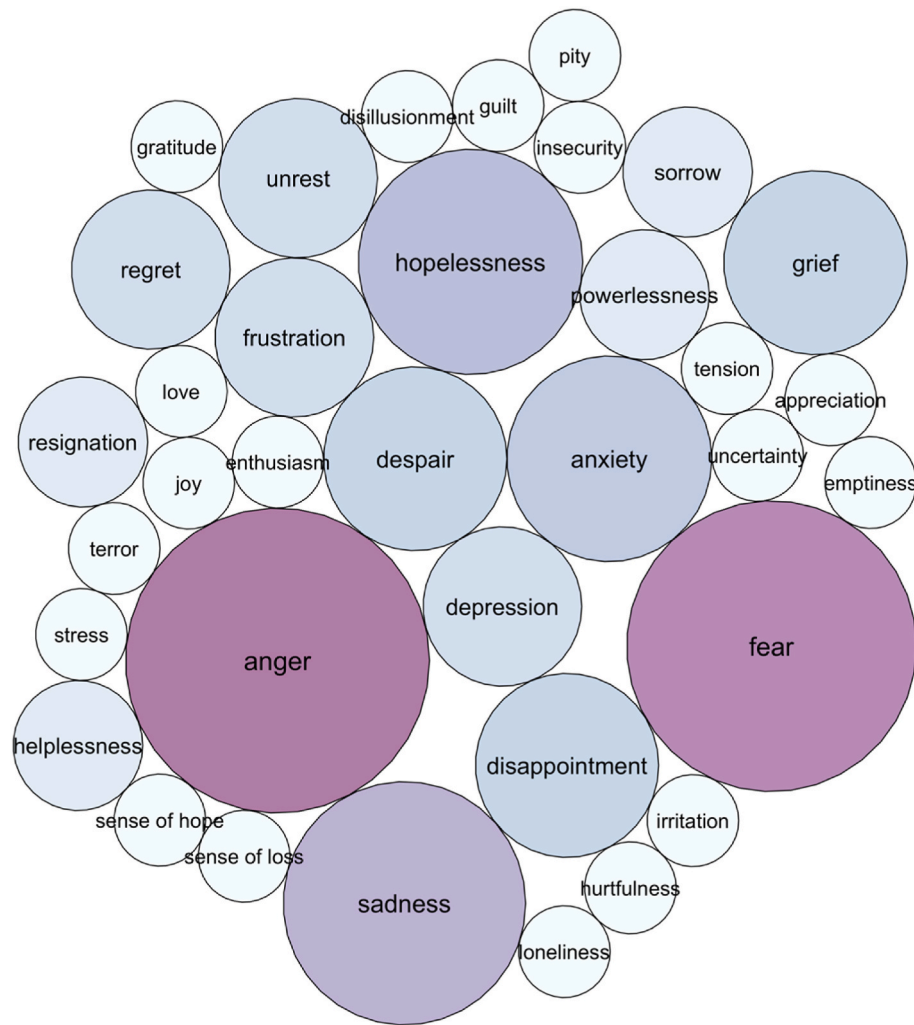 pity
disillusionment
guilt
gratitude
insecurity
unrest
sorrow
hopelessness
grief
regret
powerlessness
frustration
tension
love
appreciation
resignation
despair
anxiety
uncertainty
enthusiasm
joy
emptiness
terror
depression
stress
anger
fear
helplessness
disappointment
sense of hope
irritation
sense of loss
hurtfulness
sadness
loneliness